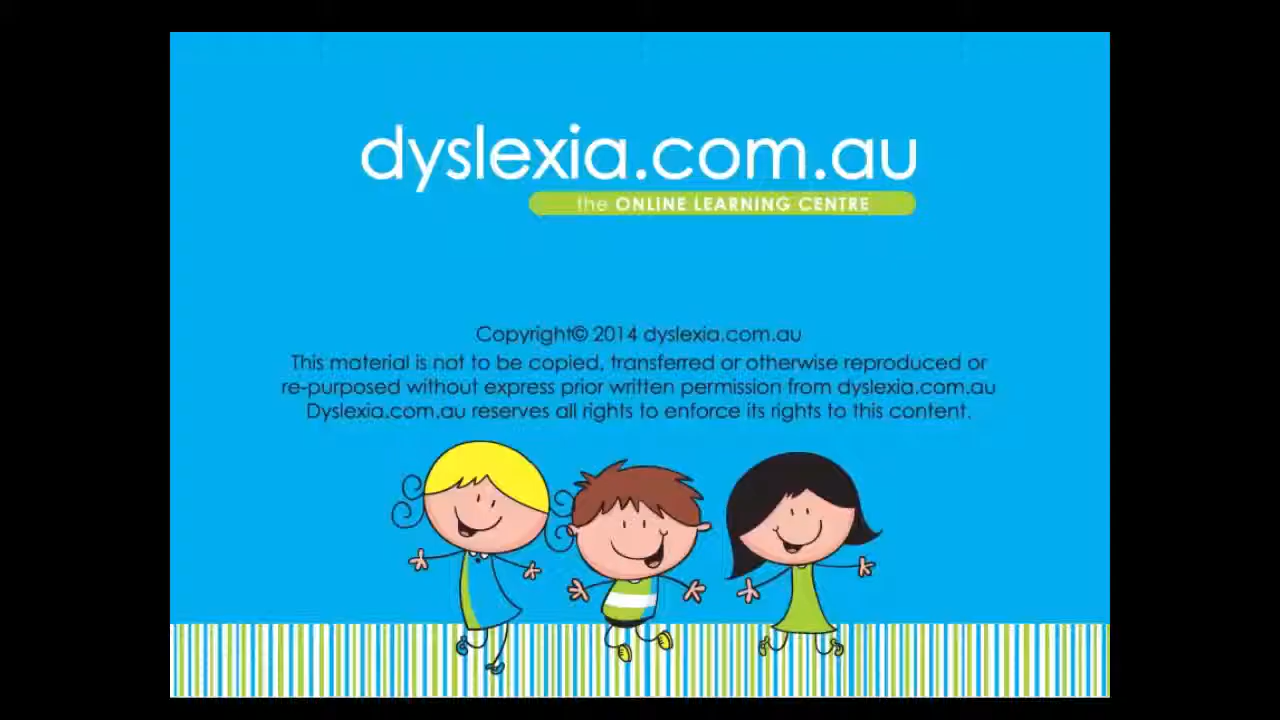 dyslexia.com.au
the ONLINE LEARNING CENTRE
Copyright© 2014 dyslexia.com.au
This material is not to be copied, transferred or otherwise reproduced or
re-purposed without express prior written permission from dyslexia.com.au
Dyslexia.com.au reserves all rights to enforce its rights to this content.